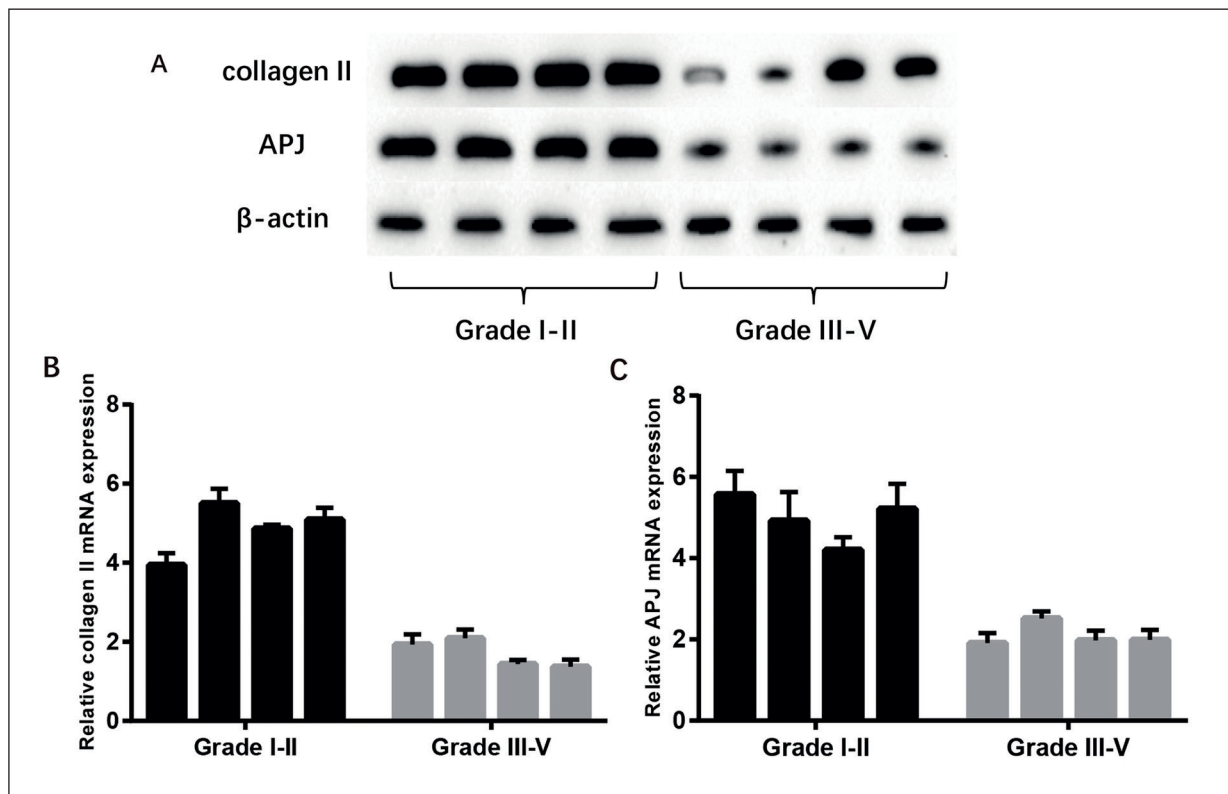 A
collagen II
APJ
β-actin
Grade I-II
Grade III-V
B
Relative collagen II mRNA expression
8
6
4
2
0
Grade I-II
Grade III-V
C
Relative APJ mRNA expression
8
6
4
2
0
Grade I-II
Grade III-V